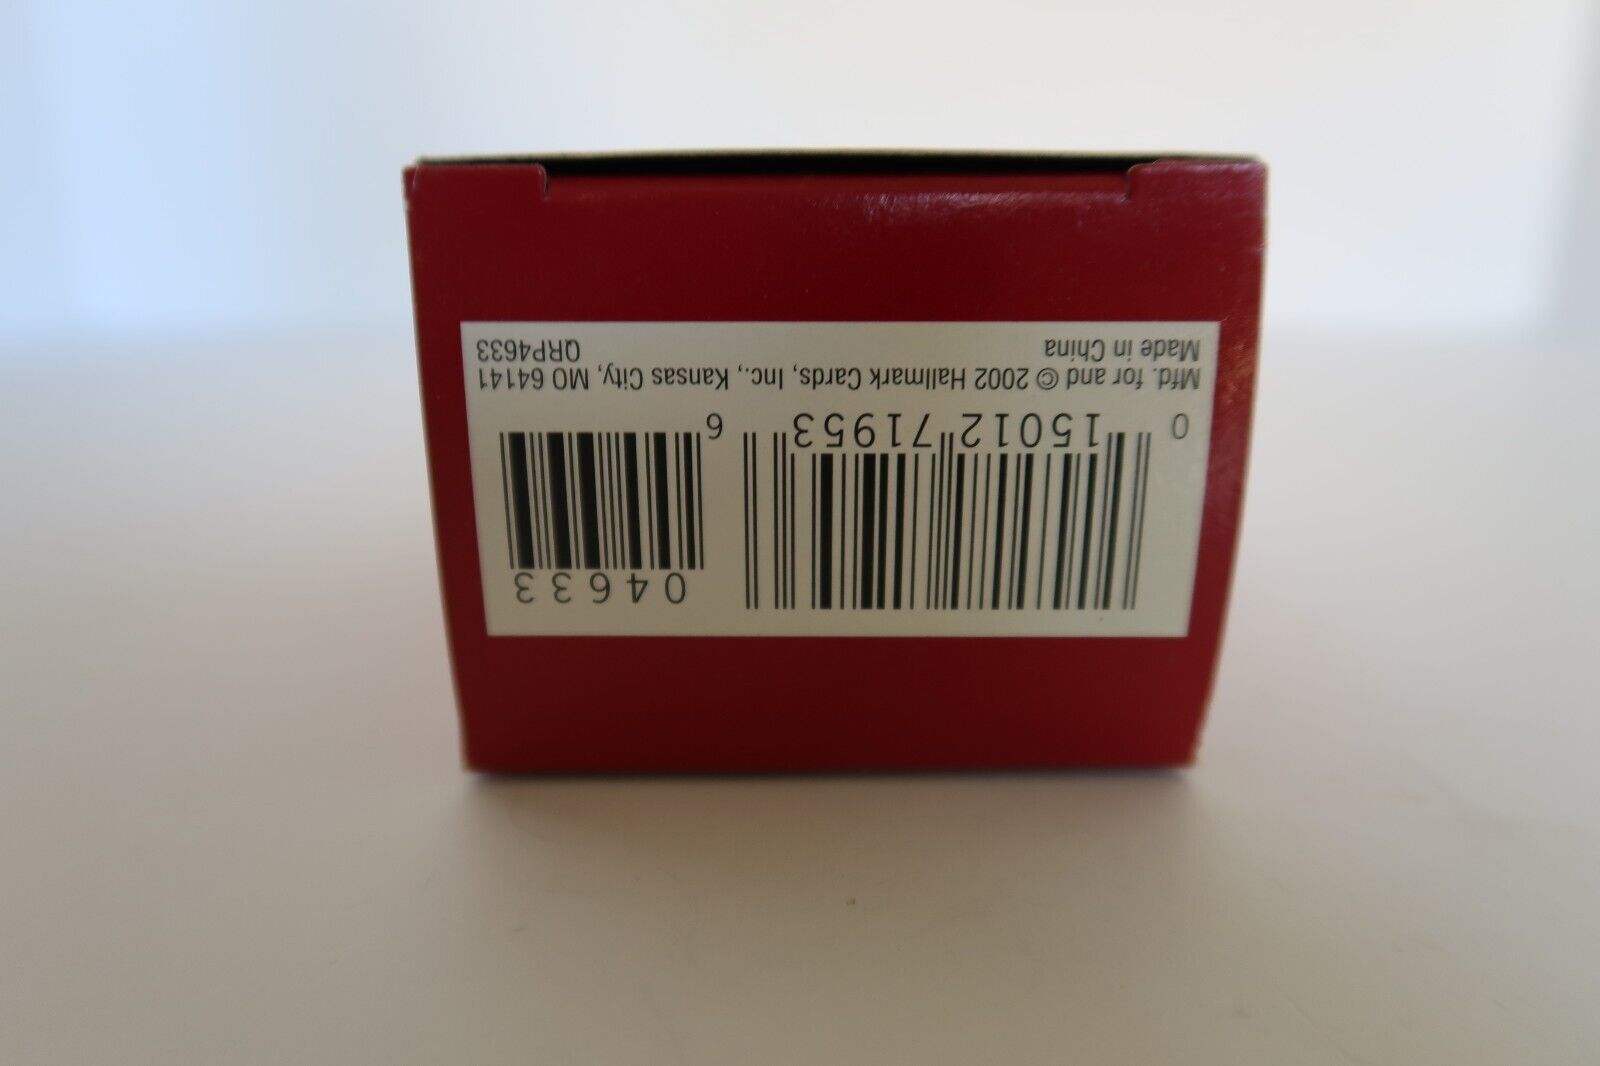 04633
0 15012 71953 6
Mfd. for and © 2002 Hallmark Cards, Inc., Kansas City, MO 64141
Made in China QRP4633